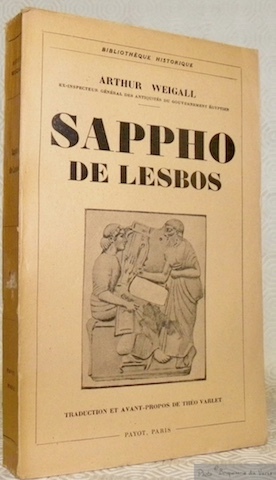 BIBLIOTHÈQUE HISTORIQUE
ARTHUR WEIGALL
EX-INSPECTEUR GÉNÉRAL DES ANTIQUITÉS DU GOUVERNEMENT ÉGYPTIEN
SAPPHO
DE LESBOS
TRADUCTION ET AVANT-PROPOS DE THÉO VARLET
PAYOT, PARIS